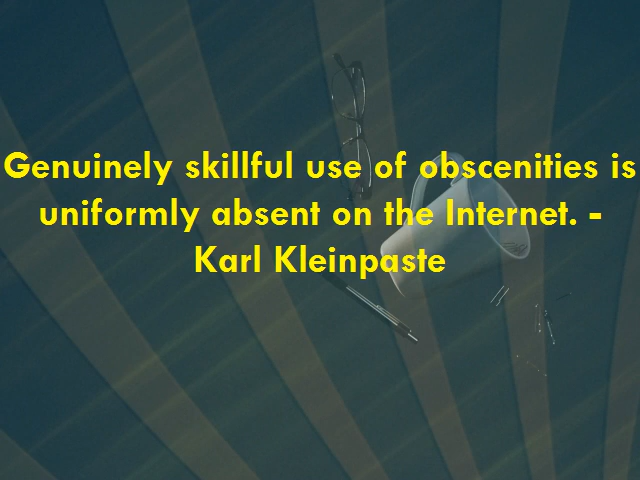 Genuinely skillful use of obscenities is
uniformly absent on the Internet. -
Karl Kleinpaste